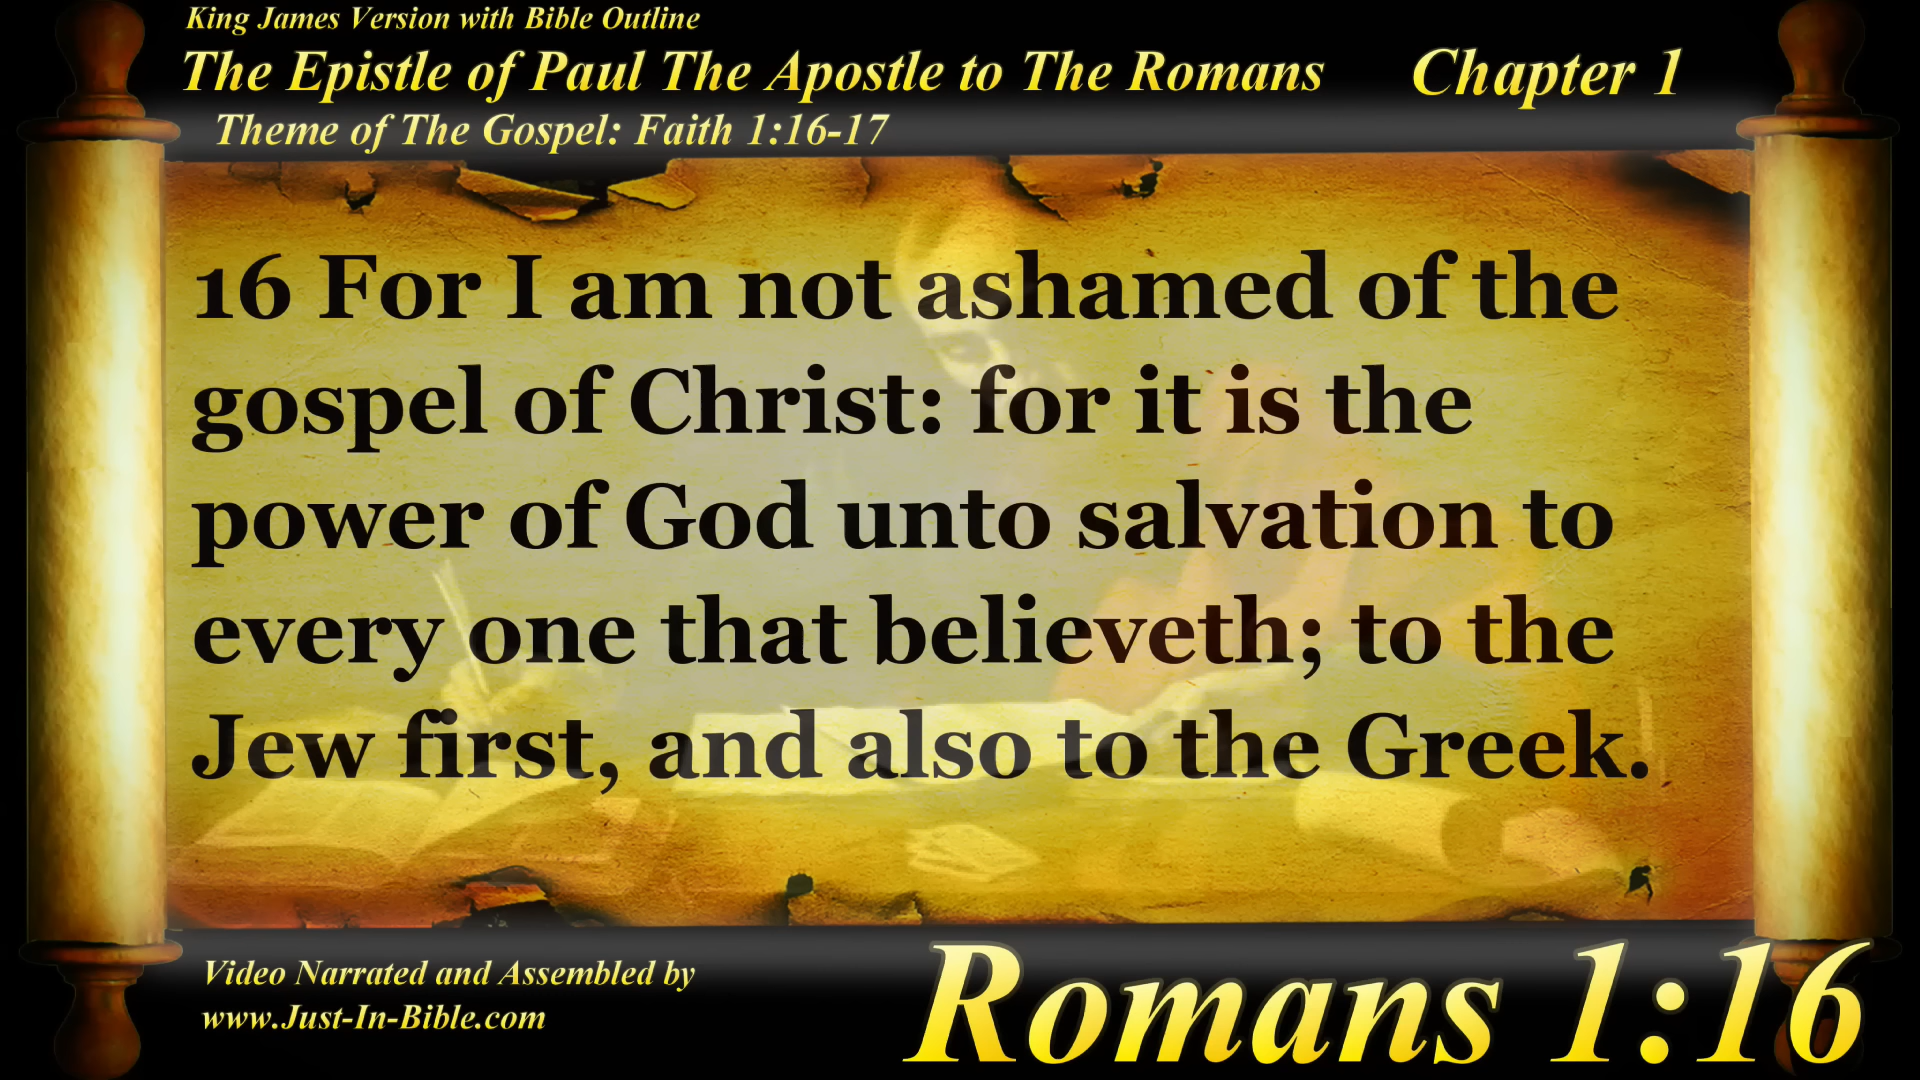 King James Version with Bible Outline
The Epistle of Paul The Apostle to The Romans Chapter 1
Theme of The Gospel: Faith 1:16-17
16 For I am not ashamed of the
gospel of Christ: for it is the
power of God unto salvation to
every one that believeth; to the
Jew first, and also to the Greek.
Video Narrated and Assembled by
www.Just-In-Bible.com
Romans 1:16